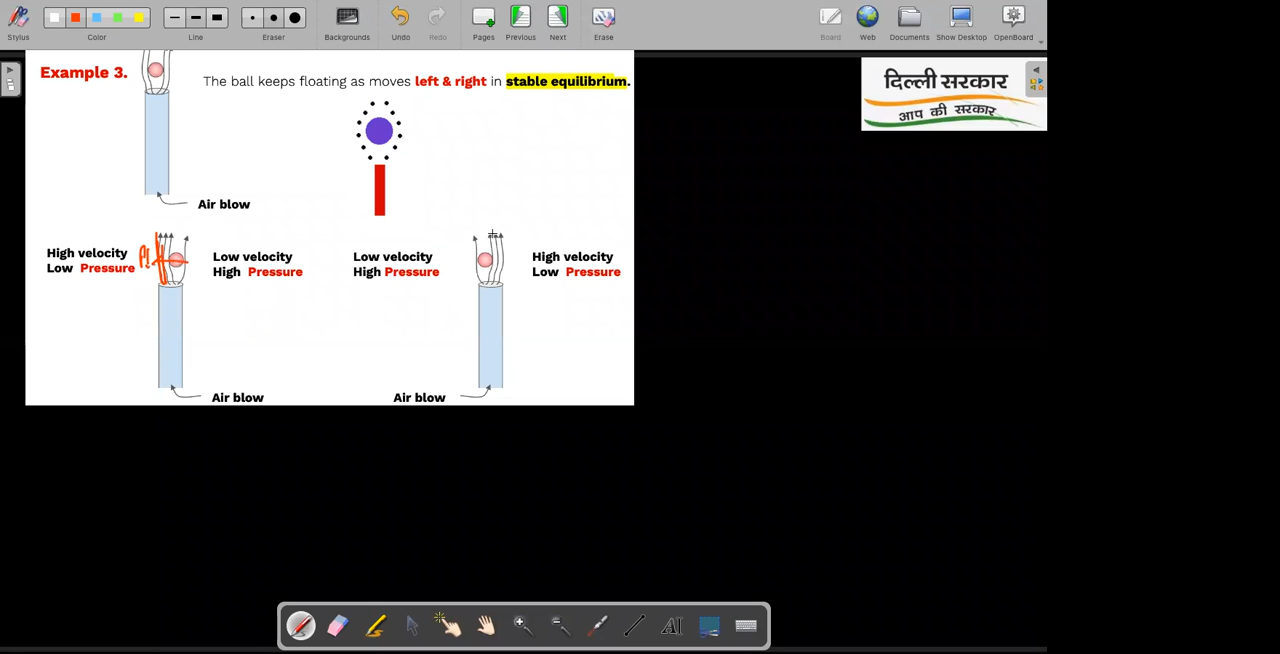 Stylus
Color
Line
Eraser
Backgrounds
Undo
Redo
Pages
Previous
Next
Erase
Board
Web
Documents
Show Desktop
OpenBoard
Example 3.
The ball keeps floating as moves left & right in stable equilibrium.
Air blow
High velocity
Low Pressure
Low velocity
High Pressure
Low velocity
High Pressure
High velocity
Low Pressure
Air blow
Air blow
दिल्ली सरकार
आप की सरकार
AI